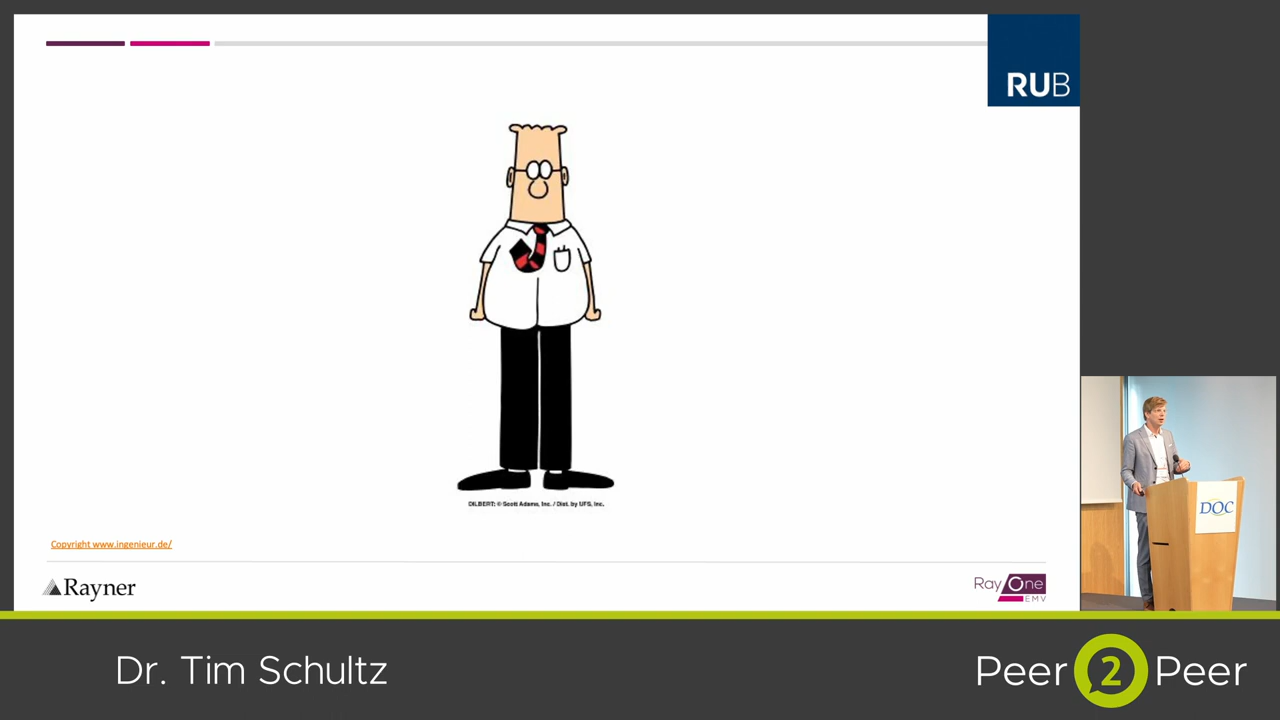 RUB
DILBERT: © Scott Adams, Inc. / Dist. by UFS, Inc.
Copyright www.ingenieur.de/
Rayner
RayOne
EMV
DOC
Dr. Tim Schultz
Peer 2 Peer